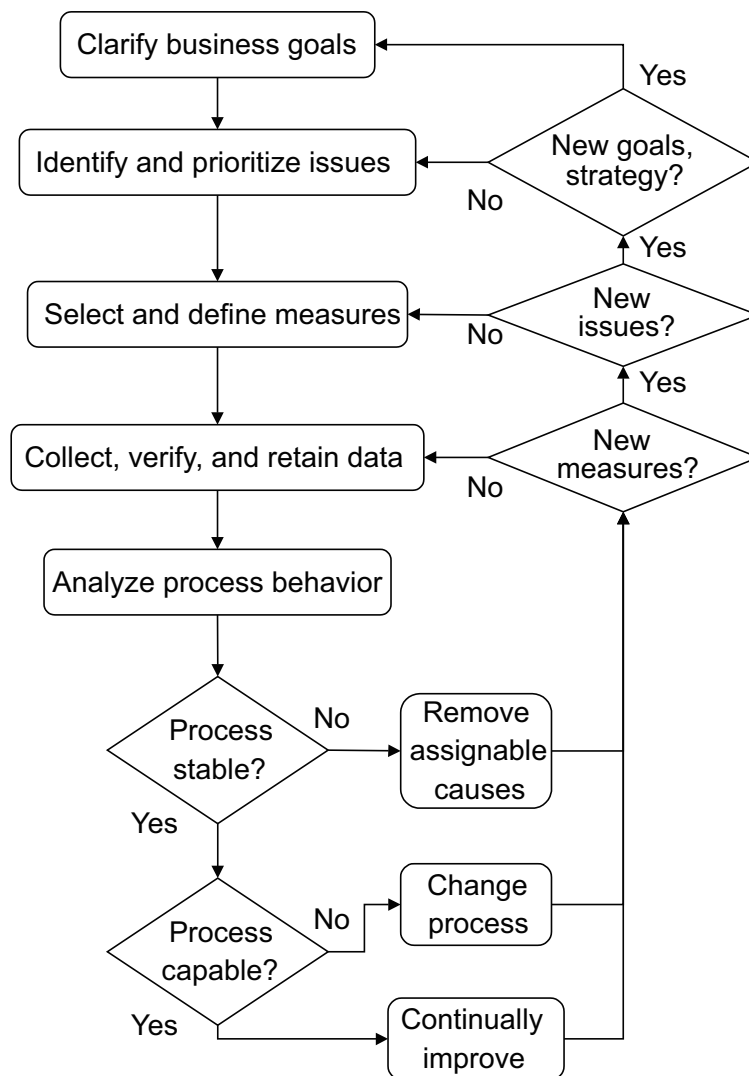 Clarify business goals
Yes
Identify and prioritize issues
New goals,
strategy?
No
Yes
Select and define measures
New
issues?
No
Yes
Collect, verify, and retain data
New
measures?
No
Analyze process behavior
Process
stable?
No
Remove
assignable
causes
Yes
Process
capable?
No
Change
process
Yes
Continually
improve